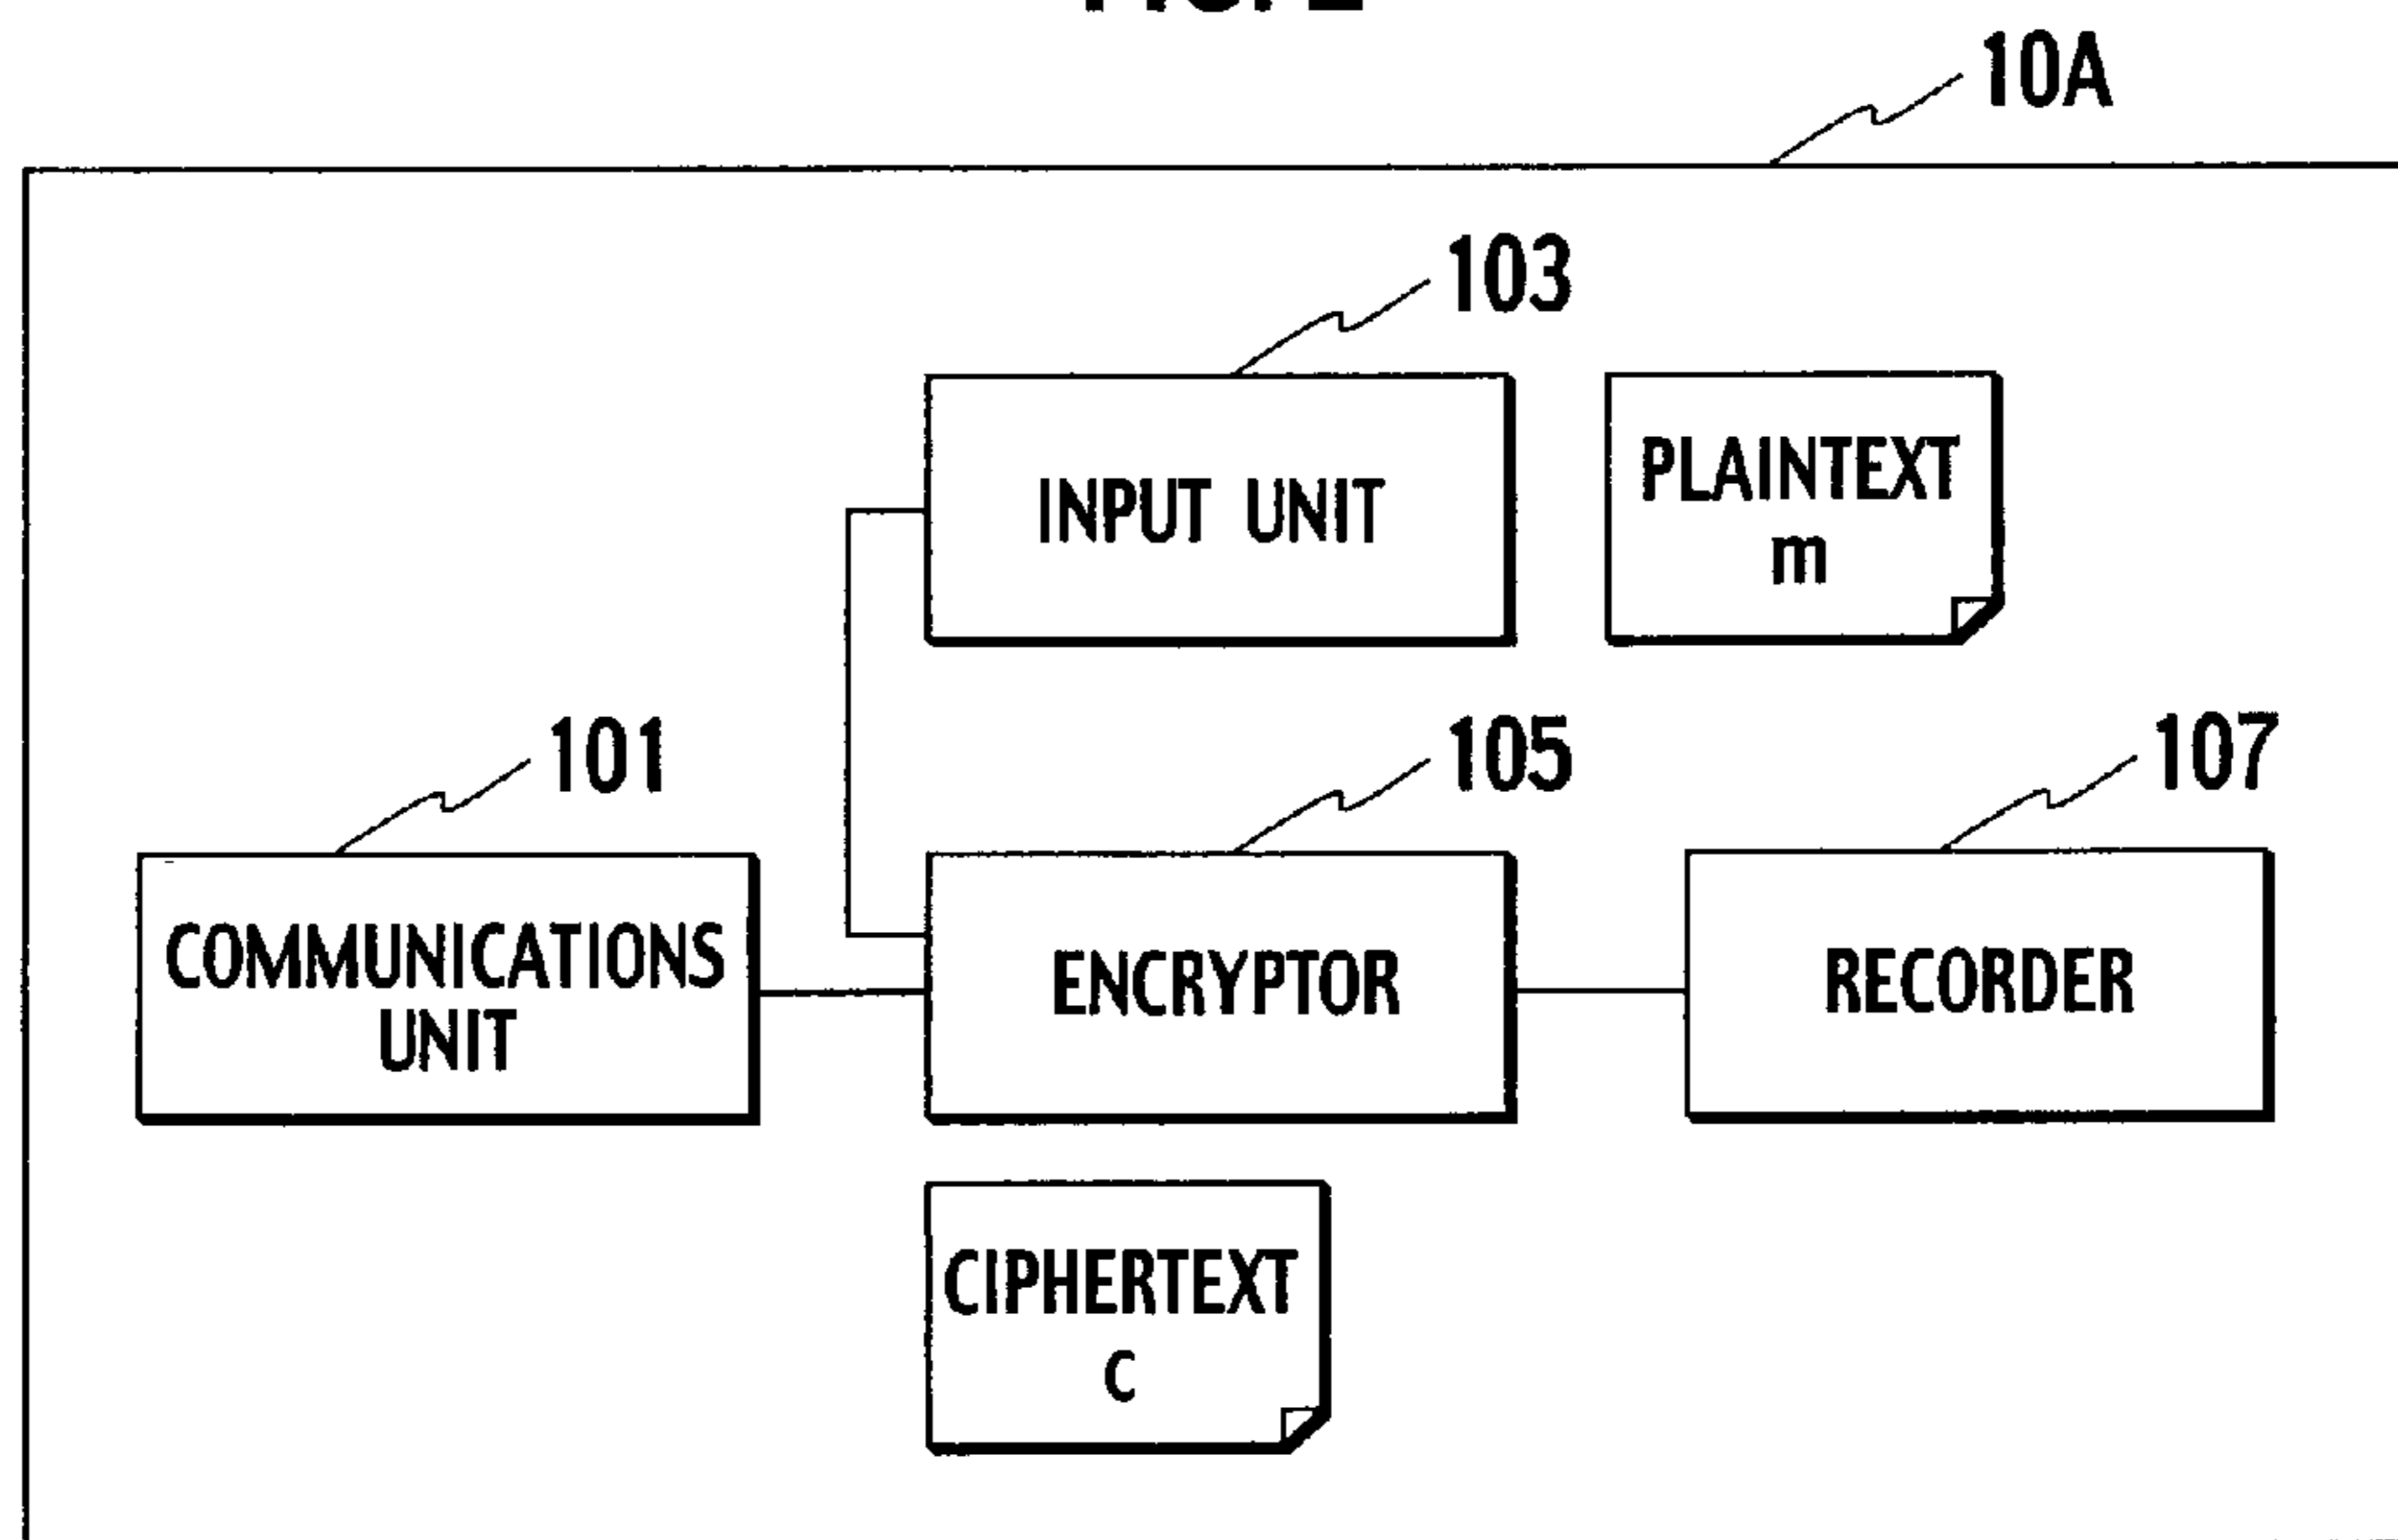 10A
103
INPUT UNIT
PLAINTEXT
m
101
105
107
COMMUNICATIONS
UNIT
ENCRYPTOR
RECORDER
CIPHERTEXT
c